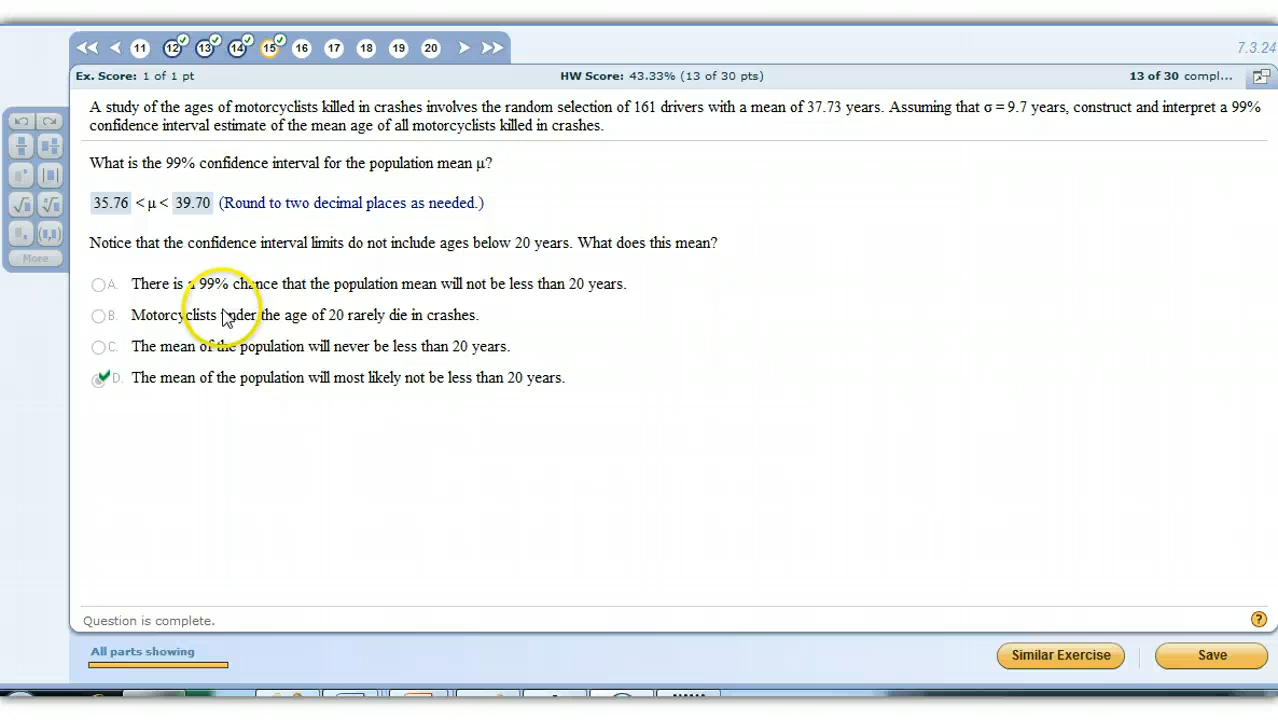 11 12 13 14 15 16 17 18 19 20
7.3.24
Ex. Score: 1 of 1 pt
HW Score: 43.33% (13 of 30 pts)
13 of 30 compl...
A study of the ages of motorcyclists killed in crashes involves the random selection of 161 drivers with a mean of 37.73 years. Assuming that σ = 9.7 years, construct and interpret a 99%
confidence interval estimate of the mean age of all motorcyclists killed in crashes.
What is the 99% confidence interval for the population mean μ?
35.76 < μ < 39.70 (Round to two decimal places as needed.)
Notice that the confidence interval limits do not include ages below 20 years. What does this mean?
A. There is a 99% chance that the population mean will not be less than 20 years.
B. Motorcyclists under the age of 20 rarely die in crashes.
C. The mean of the population will never be less than 20 years.
D. The mean of the population will most likely not be less than 20 years.
More
Question is complete.
?
All parts showing
Similar Exercise
Save